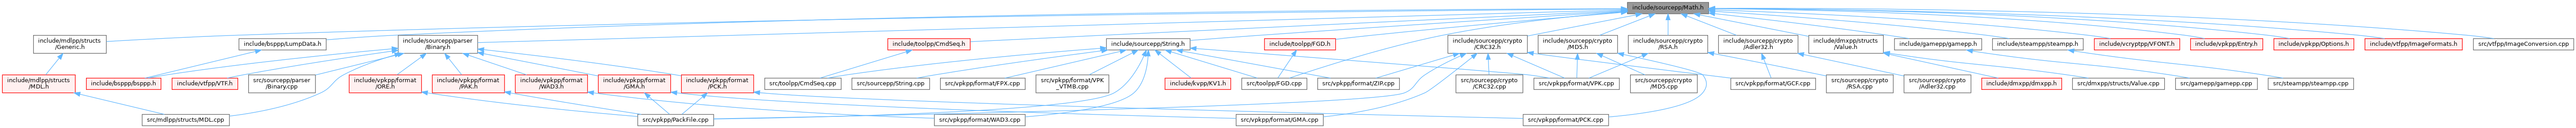 include/sourcepp/Math.h
include/mdlpp/structs
/Generic.h
include/bsppp/LumpData.h
include/sourcepp/parser
/Binary.h
include/toolpp/CmdSeq.h
include/sourcepp/String.h
include/toolpp/FGD.h
include/sourcepp/crypto
/CRC32.h
include/sourcepp/crypto
/MD5.h
include/sourcepp/crypto
/RSA.h
include/sourcepp/crypto
/Adler32.h
include/dmxpp/structs
/Value.h
include/gamepp/gamepp.h
include/steampp/steampp.h
include/vcryptpp/VFONT.h
include/vpkpp/Entry.h
include/vpkpp/Options.h
include/vtfpp/ImageFormats.h
src/vtfpp/ImageConversion.cpp
include/mdlpp/structs
/MDL.h
include/bsppp/bsppp.h
include/vtfpp/VTF.h
src/sourcepp/parser
/Binary.cpp
include/vpkpp/format
/ORE.h
include/vpkpp/format
/PAK.h
include/vpkpp/format
/WAD3.h
include/vpkpp/format
/GMA.h
include/vpkpp/format
/PCK.h
src/toolpp/CmdSeq.cpp
src/sourcepp/String.cpp
src/vpkpp/format/FPX.cpp
src/vpkpp/format/VPK
_VTMB.cpp
include/kvpp/KV1.h
src/toolpp/FGD.cpp
src/vpkpp/format/ZIP.cpp
src/sourcepp/crypto
/CRC32.cpp
src/vpkpp/format/VPK.cpp
src/sourcepp/crypto
/MD5.cpp
src/vpkpp/format/GCF.cpp
src/sourcepp/crypto
/RSA.cpp
src/sourcepp/crypto
/Adler32.cpp
include/dmxpp/dmxpp.h
src/dmxpp/structs/Value.cpp
src/gamepp/gamepp.cpp
src/steampp/steampp.cpp
src/mdlpp/structs/MDL.cpp
src/vpkpp/PackFile.cpp
src/vpkpp/format/WAD3.cpp
src/vpkpp/format/GMA.cpp
src/vpkpp/format/PCK.cpp